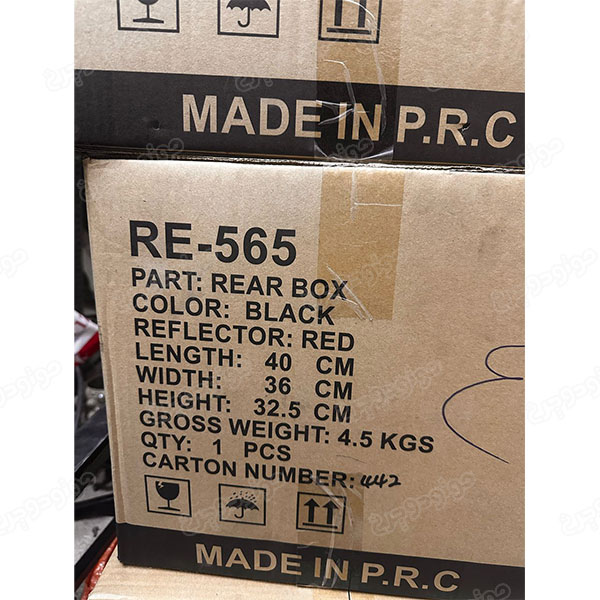 MADE IN P.R.C
RE-565
PART: REAR BOX
COLOR: BLACK
REFLECTOR: RED
LENGTH: 40 CM
WIDTH: 36 CM
HEIGHT: 32.5 CM
GROSS WEIGHT: 4.5 KGS
QTY: 1 PCS
CARTON NUMBER: 442
MADE IN P.R.C